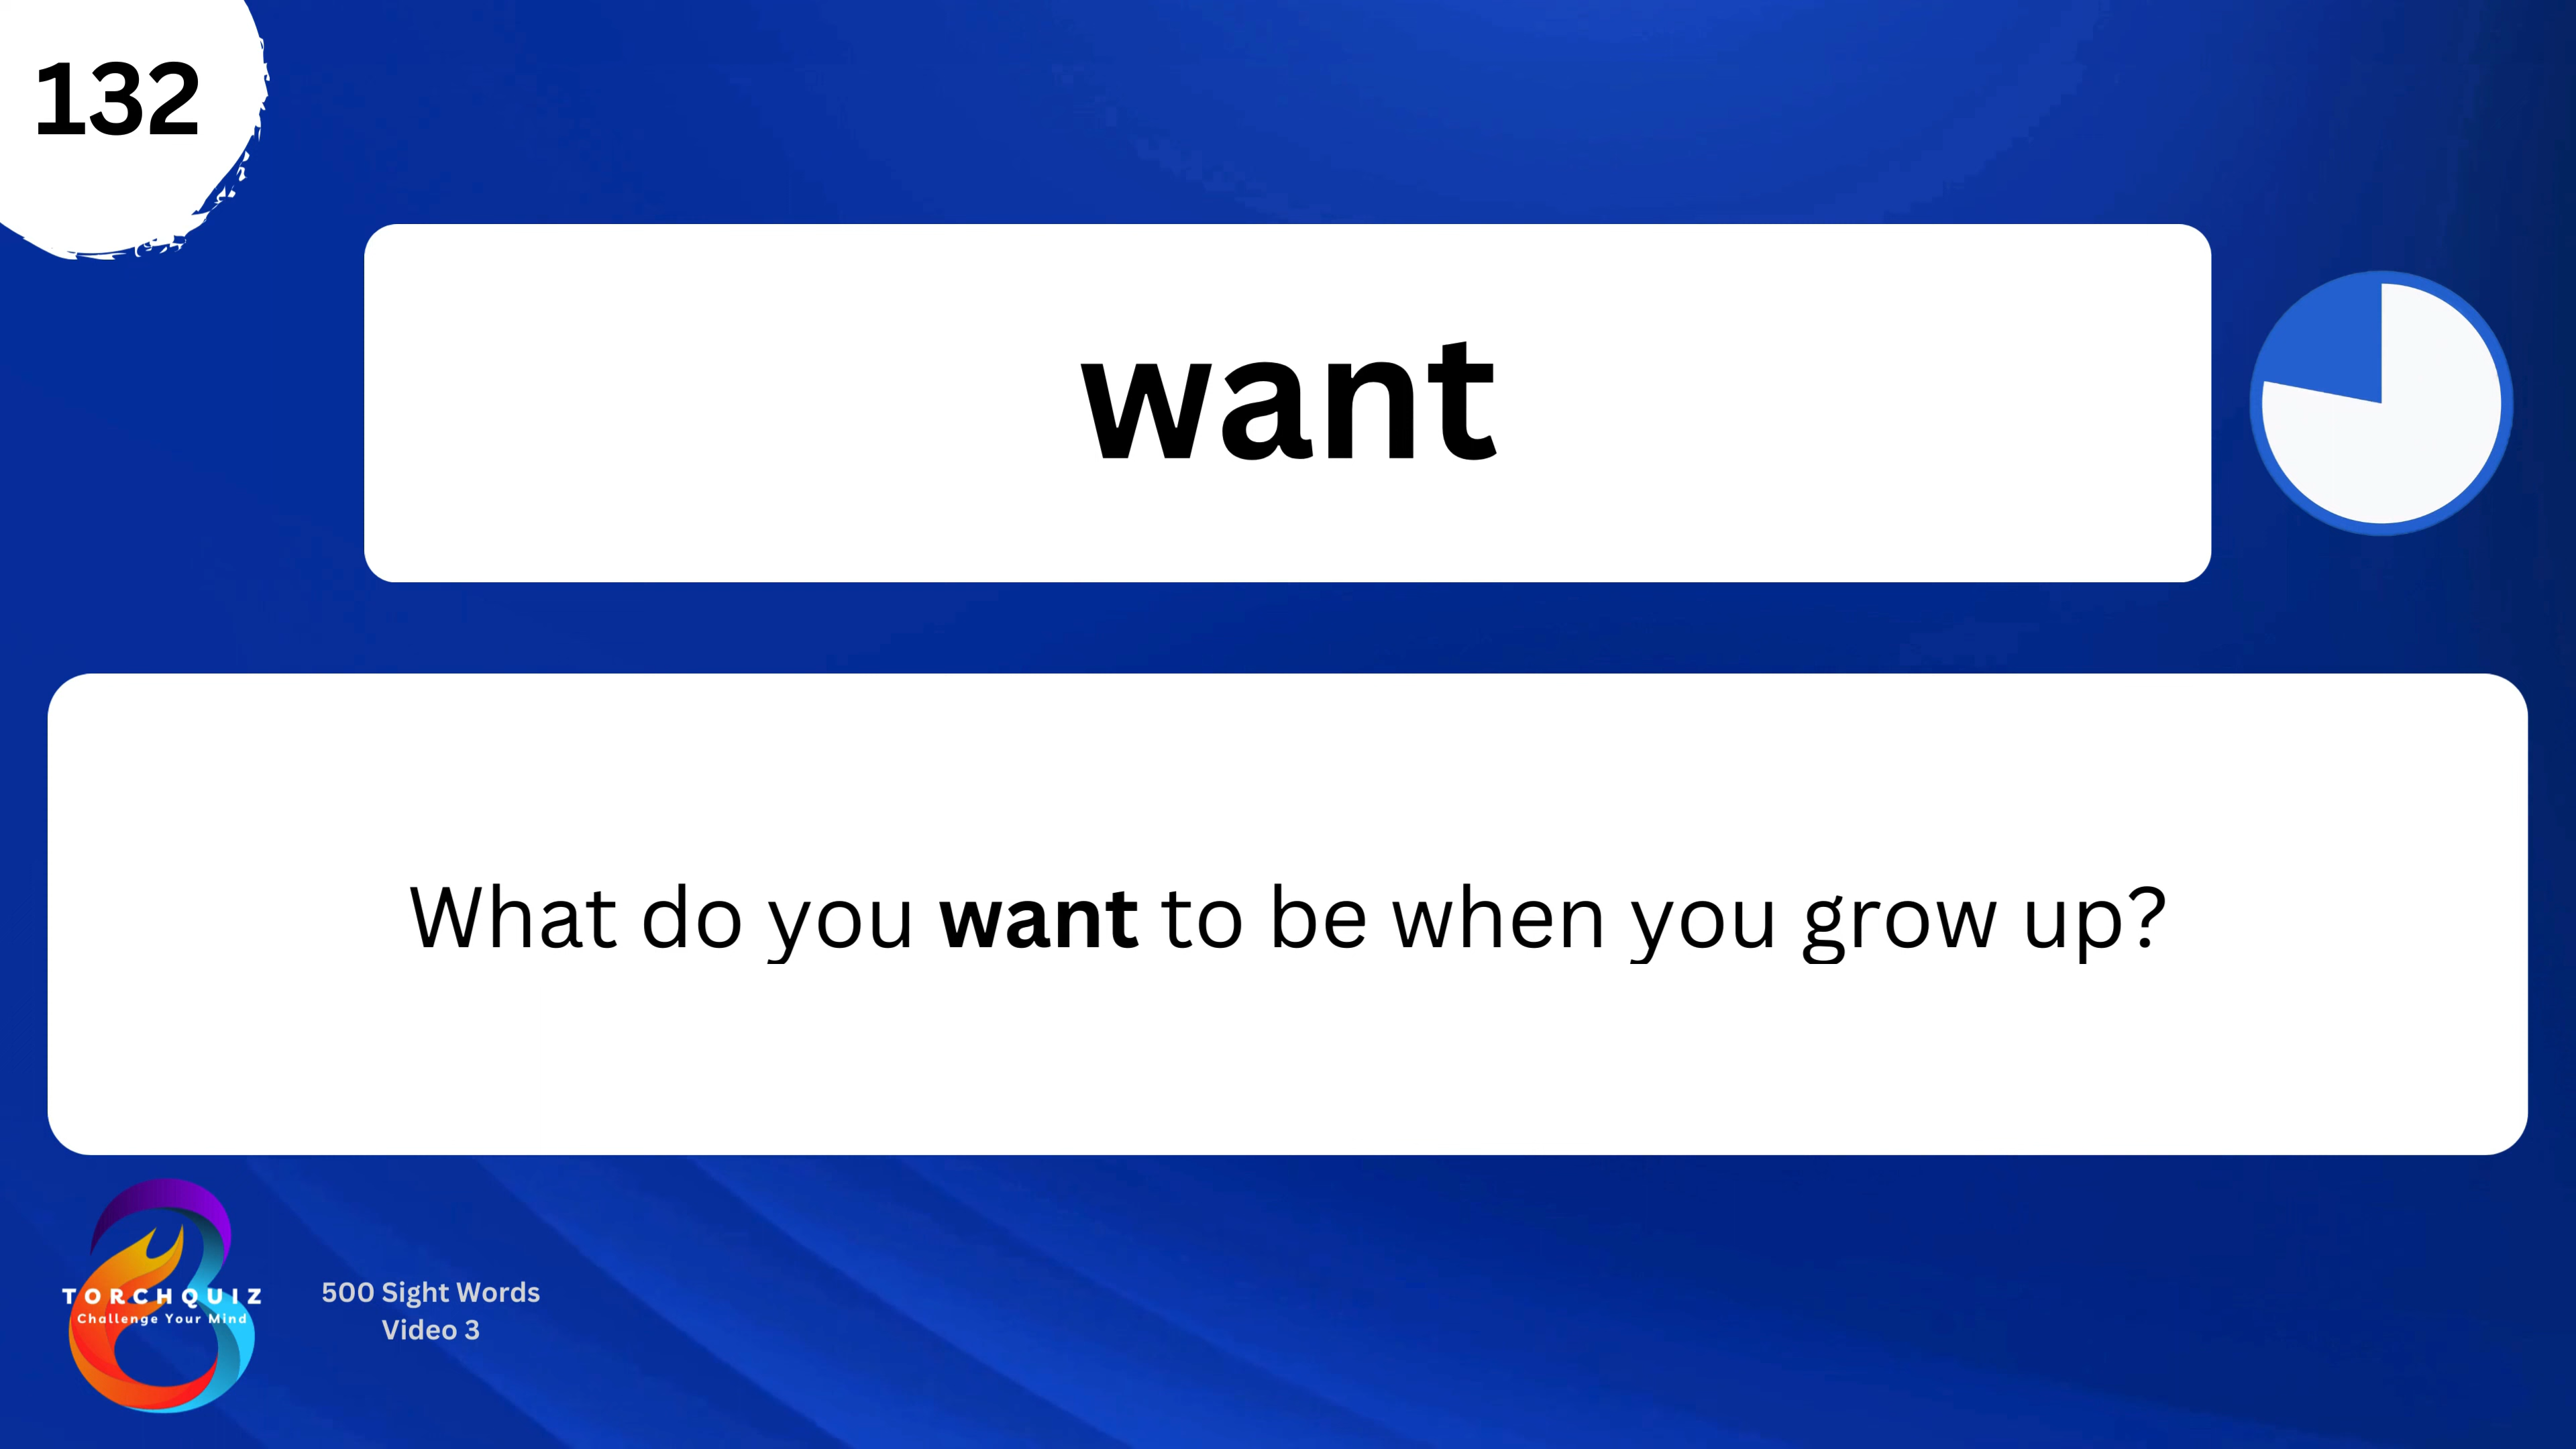 132
want
What do you want to be when you grow up?
TORCHQUIZ
Challenge Your Mind
500 Sight Words
Video 3